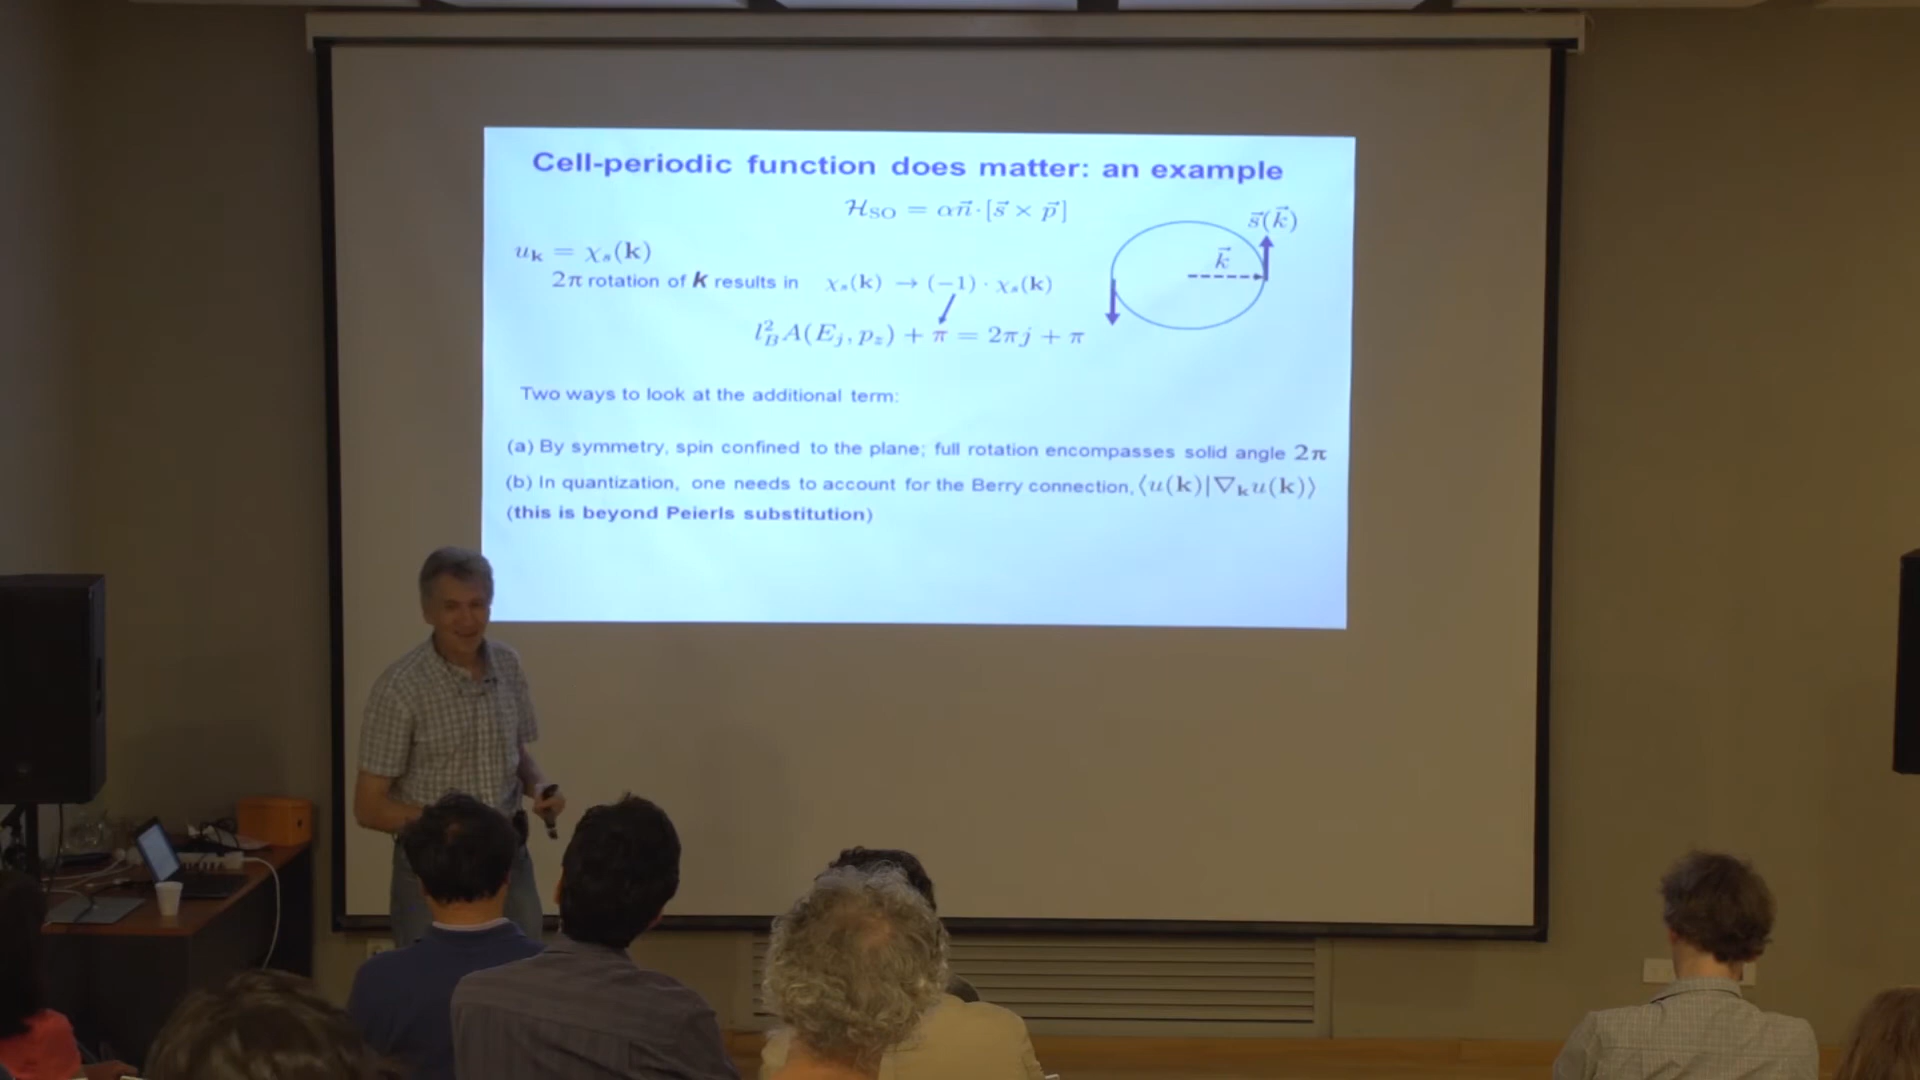 Cell-periodic function does matter: an example
ℋ_SO = αn⃗·[s⃗ × p⃗]
s⃗(k⃗)
u_k = χ_s(k)
k⃗
2π rotation of k results in χ_s(k) → (−1) · χ_s(k)
l_B^2 A(E_j, p_z) + π = 2πj + π
Two ways to look at the additional term:
(a) By symmetry, spin confined to the plane; full rotation encompasses solid angle 2π
(b) In quantization, one needs to account for the Berry connection, ⟨u(k)|∇_k u(k)⟩
(this is beyond Peierls substitution)